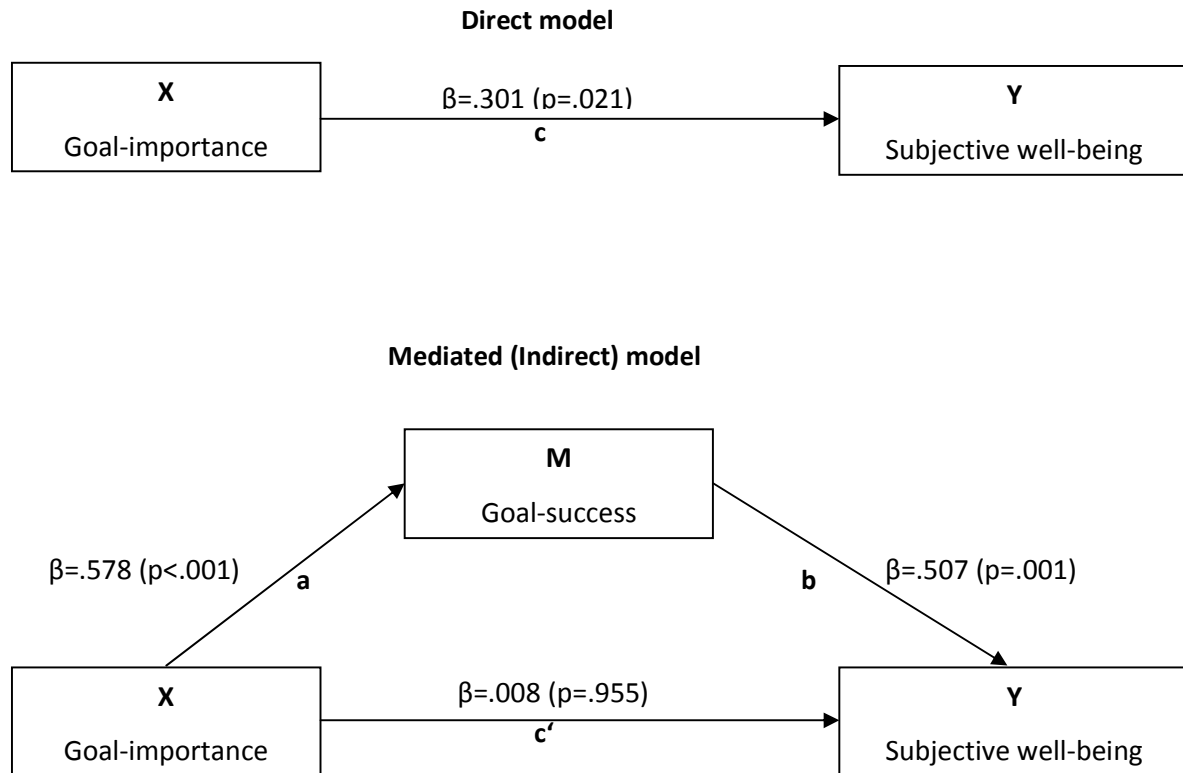 Direct model
X
Goal-importance
β=.301 (p=.021)
c
Y
Subjective well-being
Mediated (Indirect) model
M
Goal-success
β=.578 (p<.001)
a
b
β=.507 (p=.001)
X
Goal-importance
β=.008 (p=.955)
c‘
Y
Subjective well-being